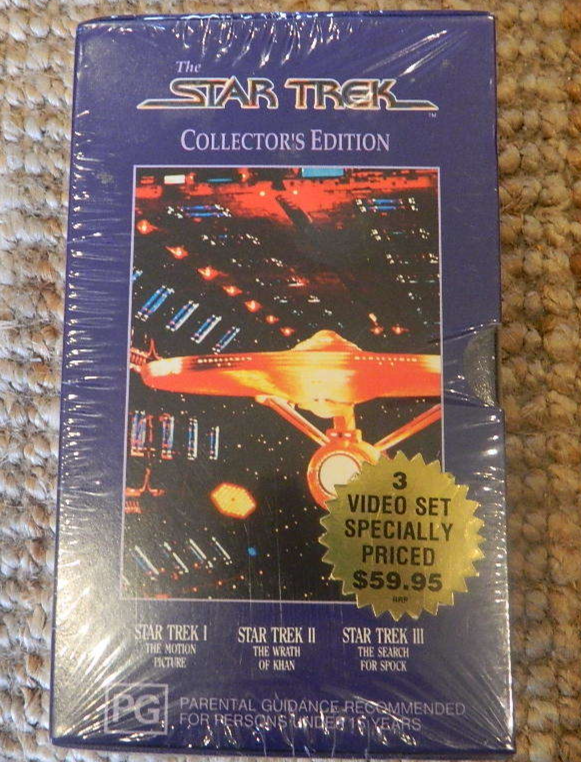 The
STAR TREK
TM
COLLECTOR'S EDITION
3
VIDEO SET
SPECIALLY
PRICED
$59.95
RRP
STAR TREK I
THE MOTION
PICTURE
STAR TREK II
THE WRATH
OF KHAN
STAR TREK III
THE SEARCH
FOR SPOCK
PG
PARENTAL GUIDANCE RECOMMENDED
FOR PERSONS UNDER 15 YEARS